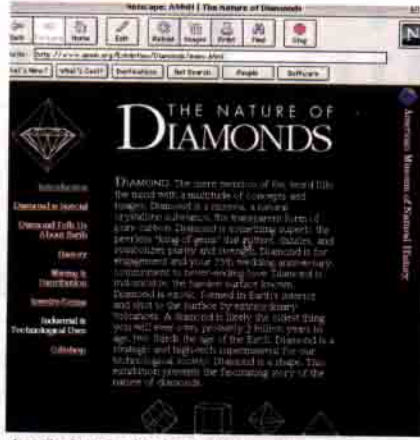 Netscape: AMNH | The Nature of Diamonds
Back Forward Home Edit Reload Images Print Find Stop
N
http://www.amnh.org/Exhibition/Diamonds/index.html
What's New? What's Cool? Destinations Net Search People Software
THE NATURE OF
DIAMONDS
American Museum of Natural History
Introduction
Diamond is Special
Diamond Tells Us
About Earth
History
Mining &
Distribution
Industrial &
Technological Uses
DIAMOND. The mere mention of the word fills
the mind with a multitude of concepts and
images. Diamond is a mineral, a natural
crystalline substance, the transparent form of
pure carbon. Diamond is something superb, the
peerless "king of gems" that glitters, dazzles, and
symbolizes purity and strength. Diamond is for
engagement and your 75th wedding anniversary,
commitment to never-ending love. Diamond is
indomitable, the hardest surface known.
Diamond is exotic, formed in Earth's interior
and shot to the surface by extraordinary
volcanoes. A diamond is likely the oldest thing
you will ever own, probably 3 billion years in
age, two thirds the age of the Earth. Diamond is a
strategic and high-tech supermaterial for our
technological society. Diamond is a shape. This
exhibition presents the fascinating story of the
nature of diamonds.